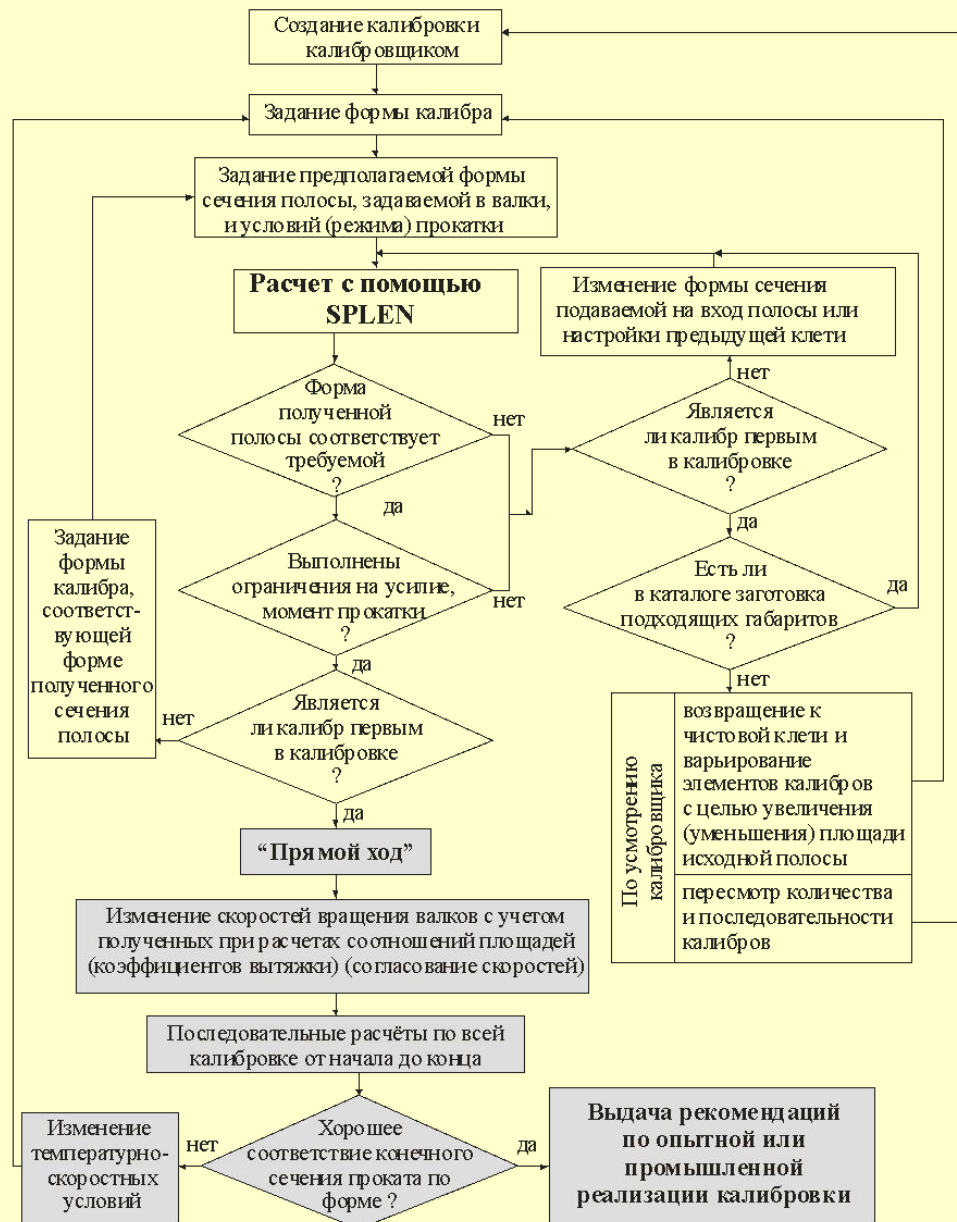 Создание калибровки
калибровщиком
Задание формы калибра
Задание предполагаемой формы
сечения полосы, задаваемой в валки,
и условий (режима) прокатки
Расчет с помощью
SPLEN
Изменение формы сечения
подаваемой на вход полосы или
настройки предыдущей клети
Форма
полученной
полосы соответствует
требуемой
?
нет
да
нет
Является
ли калибр первым
в калибровке
?
да
Задание
формы
калибра,
соответст-
вующей
форме
полученного
сечения
полосы
Выполнены
ограничения на усилие,
момент прокатки
?
нет
да
Есть ли
в каталоге заготовка
подходящих габаритов
?
да
нет
Является
ли калибр первым
в калибровке
?
нет
да
По усмотрению
калибровщика
возвращение к
чистовой клети и
варьирование
элементов калибров
с целью увеличения
(уменьшения) площади
исходной полосы
пересмотр количества
и последовательности
калибров
“Прямой ход”
Изменение скоростей вращения валков с учетом
полученных при расчетах соотношений площадей
(коэффициентов вытяжки) (согласование скоростей)
Последовательные расчёты по всей
калибровке от начала до конца
Изменение
температурно-
скоростных
условий
нет
Хорошее
соответствие конечного
сечения проката по
форме ?
да
Выдача рекомендаций
по опытной или
промышленной
реализации калибровки